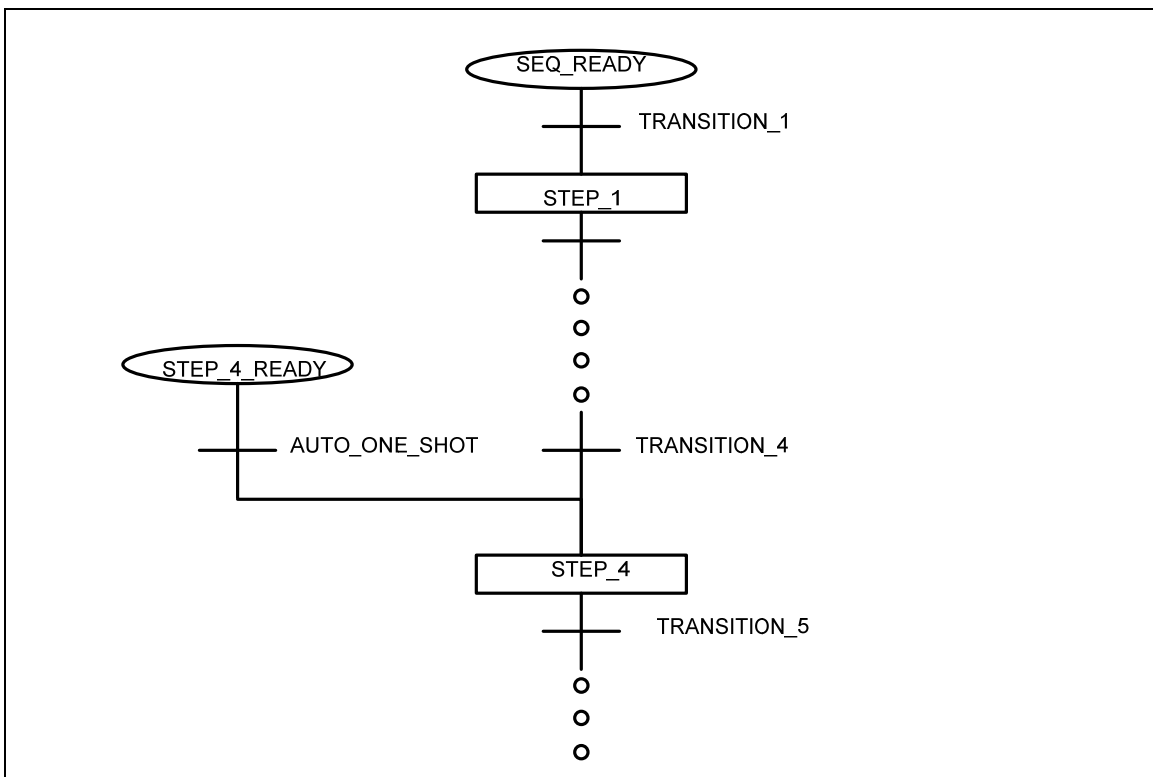 SEQ_READY
TRANSITION_1
STEP_1
STEP_4_READY
AUTO_ONE_SHOT
TRANSITION_4
STEP_4
TRANSITION_5